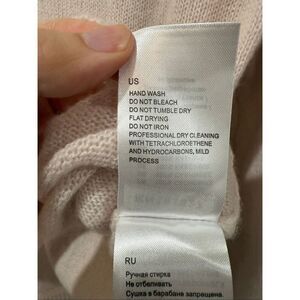 US
HAND WASH
DO NOT BLEACH
DO NOT TUMBLE DRY
FLAT DRYING
DO NOT IRON
PROFESSIONAL DRY CLEANING
WITH TETRACHLOROETHENE
AND HYDROCARBONS, MILD
PROCESS
RU
Ручная стирка
Не отбеливать
Сушка в барабане запрещена.